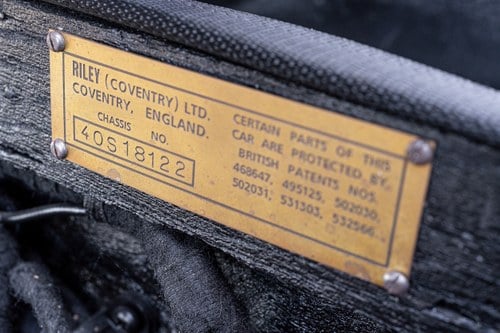 RILEY (COVENTRY) LTD.
COVENTRY, ENGLAND.
CHASSIS NO.
40S18122
CERTAIN PARTS OF THIS
CAR ARE PROTECTED BY
BRITISH PATENTS NOS.
468647, 495125, 502030,
502031, 531303, 532566.